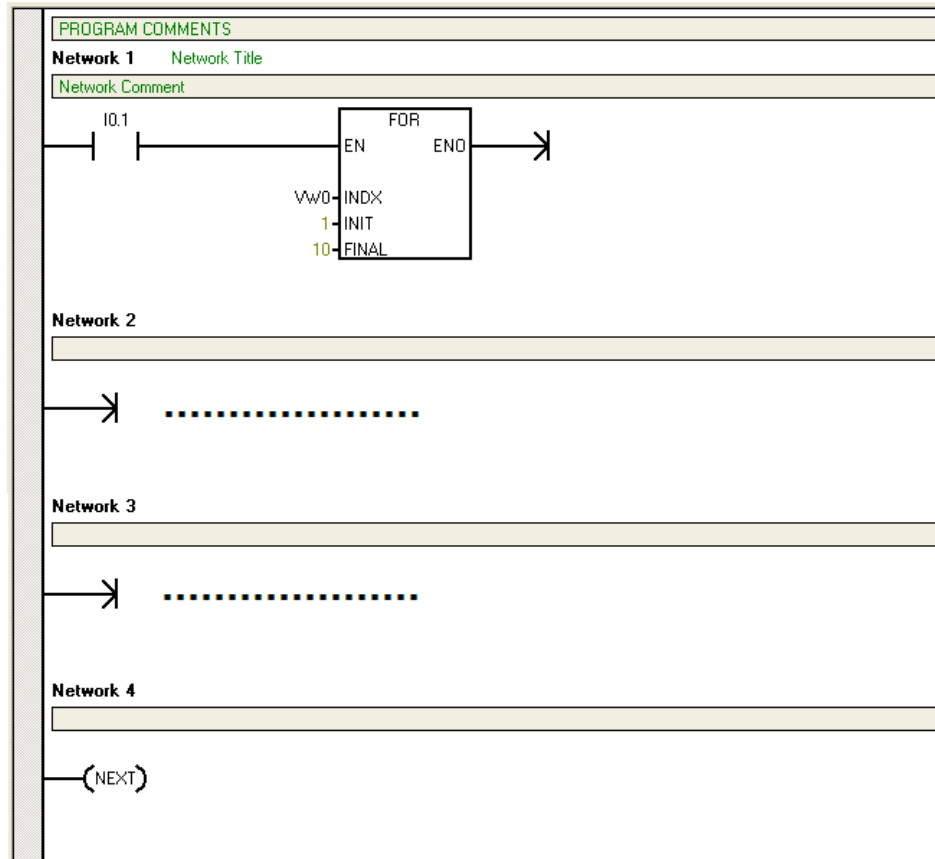 PROGRAM COMMENTS
Network 1 Network Title
Network Comment
I0.1 FOR
EN ENO
VW0 INDX
1 INIT
10 FINAL
Network 2
Network 3
Network 4
NEXT